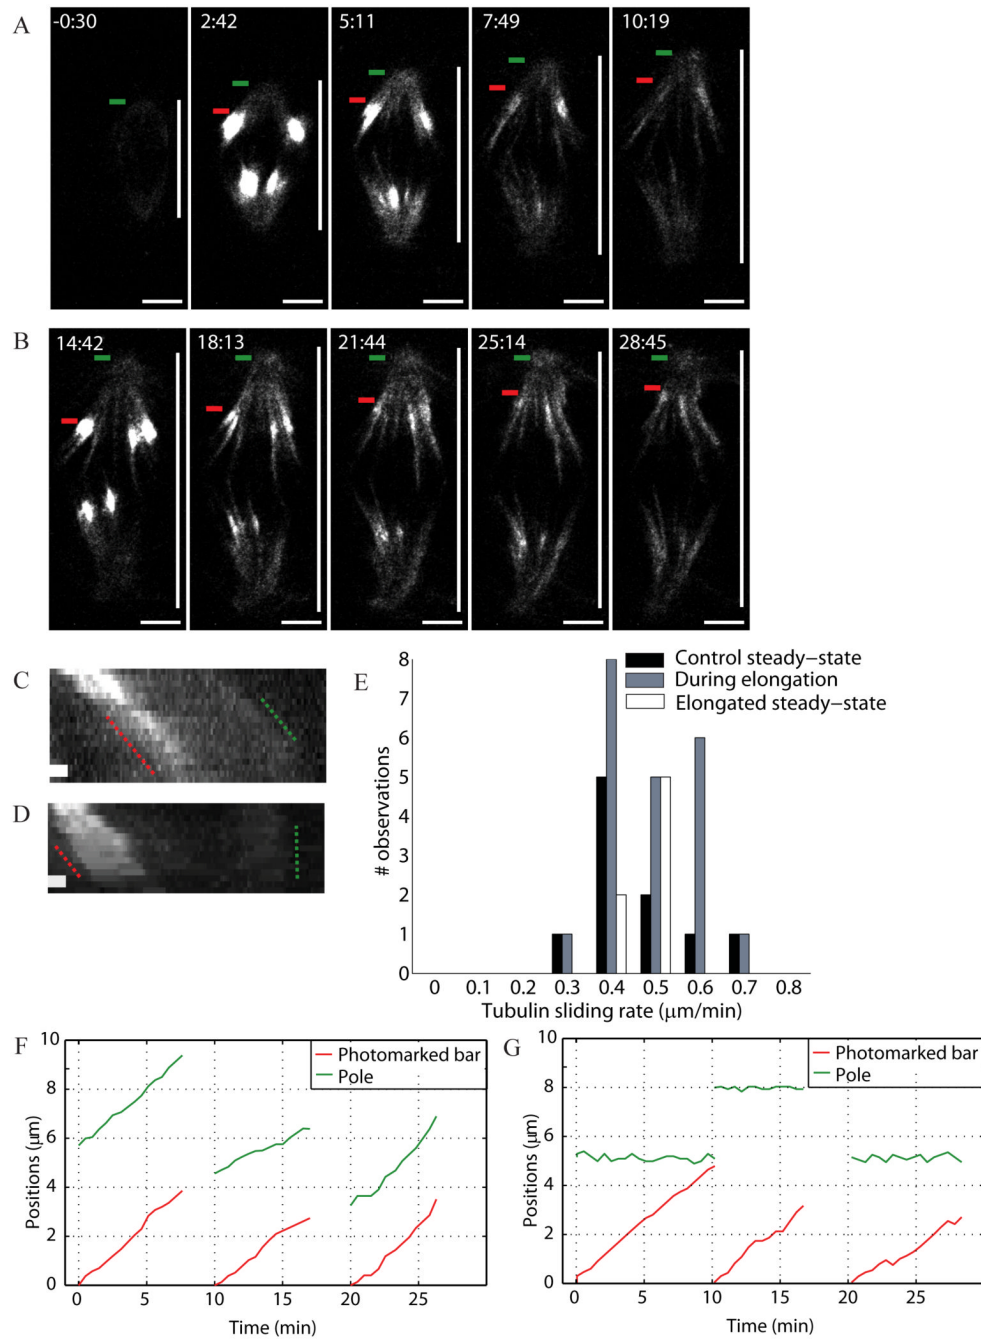 A
-0:30 2:42 5:11 7:49 10:19
B
14:42 18:13 21:44 25:14 28:45
C
D
E
8
7
6
5
4
3
2
1
0
# observations
Control steady-state
During elongation
Elongated steady-state
0 0.1 0.2 0.3 0.4 0.5 0.6 0.7 0.8
Tubulin sliding rate (μm/min)
F
10
8
6
4
2
0
Positions (μm)
Photomarked bar
Pole
0 5 10 15 20 25
Time (min)
G
10
8
6
4
2
0
Positions (μm)
Photomarked bar
Pole
0 5 10 15 20 25
Time (min)